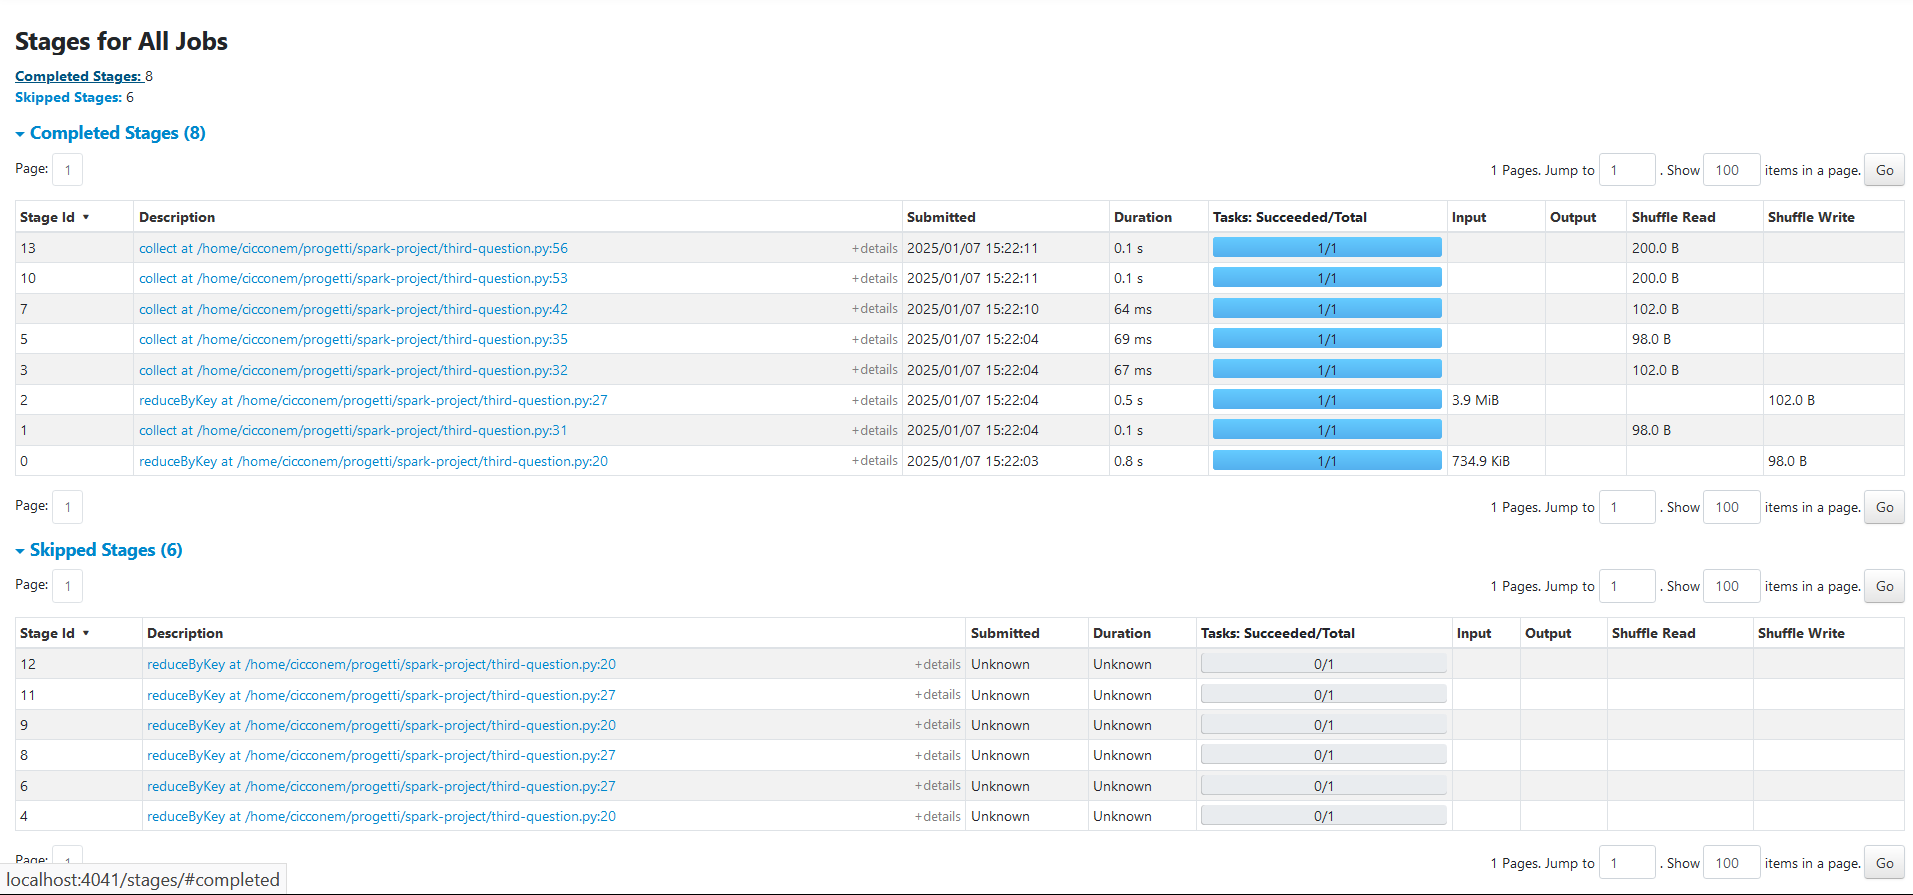 Stages for All Jobs
Completed Stages: 8
Skipped Stages: 6
Completed Stages (8)
Page: 1 1 Pages. Jump to 1 . Show 100 items in a page. Go
Stage Id ▾ Description Submitted Duration Tasks: Succeeded/Total Input Output Shuffle Read Shuffle Write
13 collect at /home/cicconem/progetti/spark-project/third-question.py:56 +details 2025/01/07 15:22:11 0.1 s 1/1 200.0 B
10 collect at /home/cicconem/progetti/spark-project/third-question.py:53 +details 2025/01/07 15:22:11 0.1 s 1/1 200.0 B
7 collect at /home/cicconem/progetti/spark-project/third-question.py:42 +details 2025/01/07 15:22:10 64 ms 1/1 102.0 B
5 collect at /home/cicconem/progetti/spark-project/third-question.py:35 +details 2025/01/07 15:22:04 69 ms 1/1 98.0 B
3 collect at /home/cicconem/progetti/spark-project/third-question.py:32 +details 2025/01/07 15:22:04 67 ms 1/1 102.0 B
2 reduceByKey at /home/cicconem/progetti/spark-project/third-question.py:27 +details 2025/01/07 15:22:04 0.5 s 1/1 3.9 MiB 102.0 B
1 collect at /home/cicconem/progetti/spark-project/third-question.py:31 +details 2025/01/07 15:22:04 0.1 s 1/1 98.0 B
0 reduceByKey at /home/cicconem/progetti/spark-project/third-question.py:20 +details 2025/01/07 15:22:03 0.8 s 1/1 734.9 KiB 98.0 B
Page: 1 1 Pages. Jump to 1 . Show 100 items in a page. Go
Skipped Stages (6)
Page: 1 1 Pages. Jump to 1 . Show 100 items in a page. Go
Stage Id ▾ Description Submitted Duration Tasks: Succeeded/Total Input Output Shuffle Read Shuffle Write
12 reduceByKey at /home/cicconem/progetti/spark-project/third-question.py:20 +details Unknown Unknown 0/1
11 reduceByKey at /home/cicconem/progetti/spark-project/third-question.py:27 +details Unknown Unknown 0/1
9 reduceByKey at /home/cicconem/progetti/spark-project/third-question.py:20 +details Unknown Unknown 0/1
8 reduceByKey at /home/cicconem/progetti/spark-project/third-question.py:27 +details Unknown Unknown 0/1
6 reduceByKey at /home/cicconem/progetti/spark-project/third-question.py:27 +details Unknown Unknown 0/1
4 reduceByKey at /home/cicconem/progetti/spark-project/third-question.py:20 +details Unknown Unknown 0/1
Page: 1 1 Pages. Jump to 1 . Show 100 items in a page. Go
localhost:4041/stages/#completed